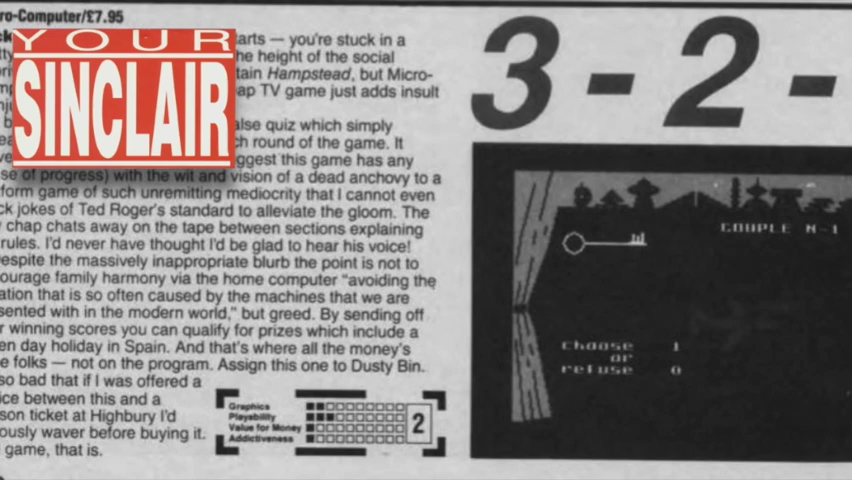 ro-Computer/£7.95
YOUR
SINCLAIR
arts — you're stuck in a
he height of the social
tain Hampstead, but Micro-
ap TV game just adds insult
lse quiz which simply
h round of the game. It
ggest this game has any
se of progress) with the wit and vision of a dead anchovy to a
form game of such unremitting mediocrity that I cannot even
ck jokes of Ted Roger's standard to alleviate the gloom. The
chap chats away on the tape between sections explaining
rules. I'd never have thought I'd be glad to hear his voice!
espite the massively inappropriate blurb the point is not to
ourage family harmony via the home computer "avoiding the
ation that is so often caused by the machines that we are
sented with in the modern world," but greed. By sending off
r winning scores you can qualify for prizes which include a
en day holiday in Spain. And that's where all the money's
e folks — not on the program. Assign this one to Dusty Bin.
so bad that if I was offered a
ice between this and a
son ticket at Highbury I'd
ously waver before buying it.
game, that is.
Graphics
Playability
Value for Money
Addictiveness
2
3-2-
COUPLE N-1
Choose 1
or
refuse 0